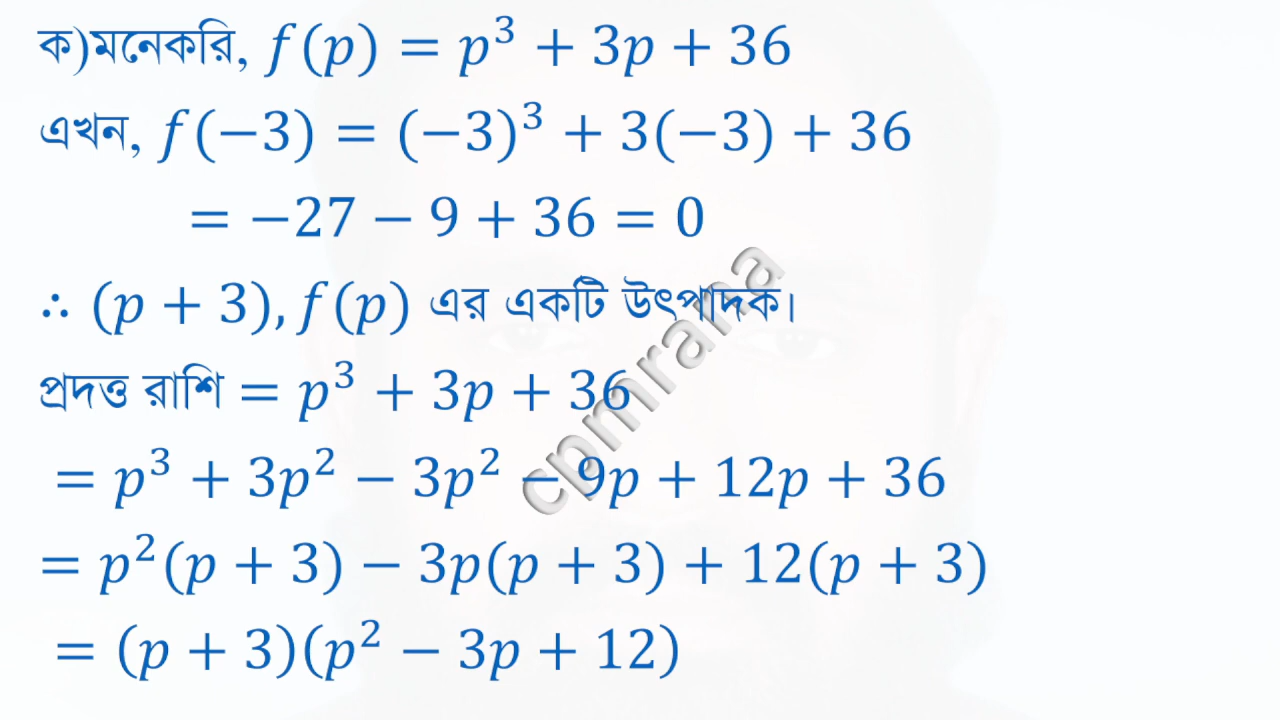 ক)মনেকরি, f(p) = p³ + 3p + 36
এখন, f(−3) = (−3)³ + 3(−3) + 36
= −27 − 9 + 36 = 0
∴ (p + 3), f(p) এর একটি উৎপাদক।
প্রদত্ত রাশি = p³ + 3p + 36
= p³ + 3p² − 3p² − 9p + 12p + 36
= p²(p + 3) − 3p(p + 3) + 12(p + 3)
= (p + 3)(p² − 3p + 12)
cpmrana